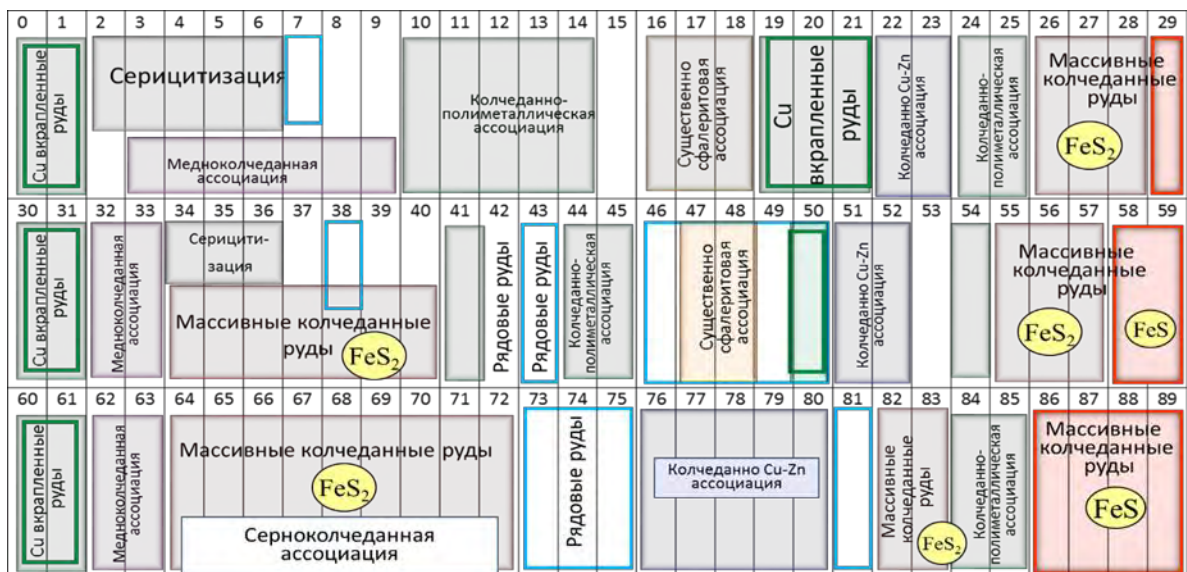 0 1 2 3 4 5 6 7 8 9 10 11 12 13 14 15 16 17 18 19 20 21 22 23 24 25 26 27 28 29
Cu вкрапленные
руды
Серицитизация
Медноколчеданная
ассоциация
Колчеданно-
полиметаллическая
ассоциация
Существенно
сфалеритовая
ассоциация
Cu
вкрапленные
руды
Колчеданно Cu-Zn
ассоциация
Колчеданно-
полиметаллическая
ассоциация
Массивные
колчеданные
руды
FeS2
30 31 32 33 34 35 36 37 38 39 40 41 42 43 44 45 46 47 48 49 50 51 52 53 54 55 56 57 58 59
Cu вкрапленные
руды
Медноколчеданная
ассоциация
Серицити-
зация
Массивные колчеданные
руды
FeS2
Рядовые руды
Рядовые руды
Колчеданно-
полиметаллическая
ассоциация
Существенно
сфалеритовая
ассоциация
Колчеданно Cu-Zn
ассоциация
Массивные
колчеданные
руды
FeS2
FeS
60 61 62 63 64 65 66 67 68 69 70 71 72 73 74 75 76 77 78 79 80 81 82 83 84 85 86 87 88 89
Cu вкрапленные
руды
Медноколчеданная
ассоциация
Массивные колчеданные руды
FeS2
Серноколчеданная
ассоциация
Рядовые руды
Колчеданно Cu-Zn
ассоциация
Массивные
колчеданные
руды
FeS2
Колчеданно-
полиметаллическая
ассоциация
Массивные
колчеданные
руды
FeS